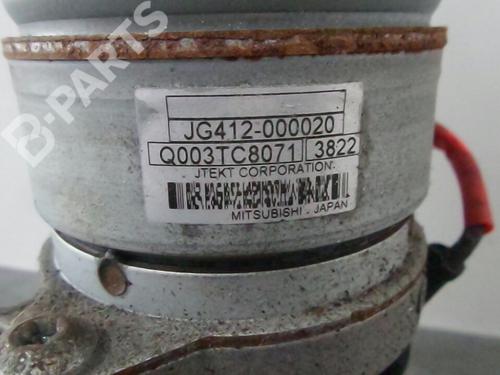 B-PARTS
JG412-000020
Q003TC8071 3822
JTEKT CORPORATION.
MITSUBISHI . JAPAN